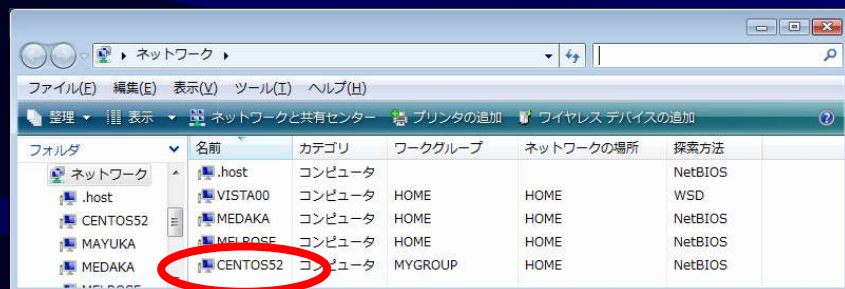 ネットワーク
ファイル(F) 編集(E) 表示(V) ツール(T) ヘルプ(H)
整理 表示 ネットワークと共有センター プリンタの追加 ワイヤレス デバイスの追加
フォルダ 名前 カテゴリ ワークグループ ネットワークの場所 探索方法
ネットワーク .host コンピュータ NetBIOS
.host VISTA00 コンピュータ HOME HOME WSD
CENTOS52 MEDAKA コンピュータ HOME HOME NetBIOS
MAYUKA MELROSE コンピュータ HOME HOME NetBIOS
MEDAKA CENTOS52 コンピュータ MYGROUP HOME NetBIOS
MELROSE